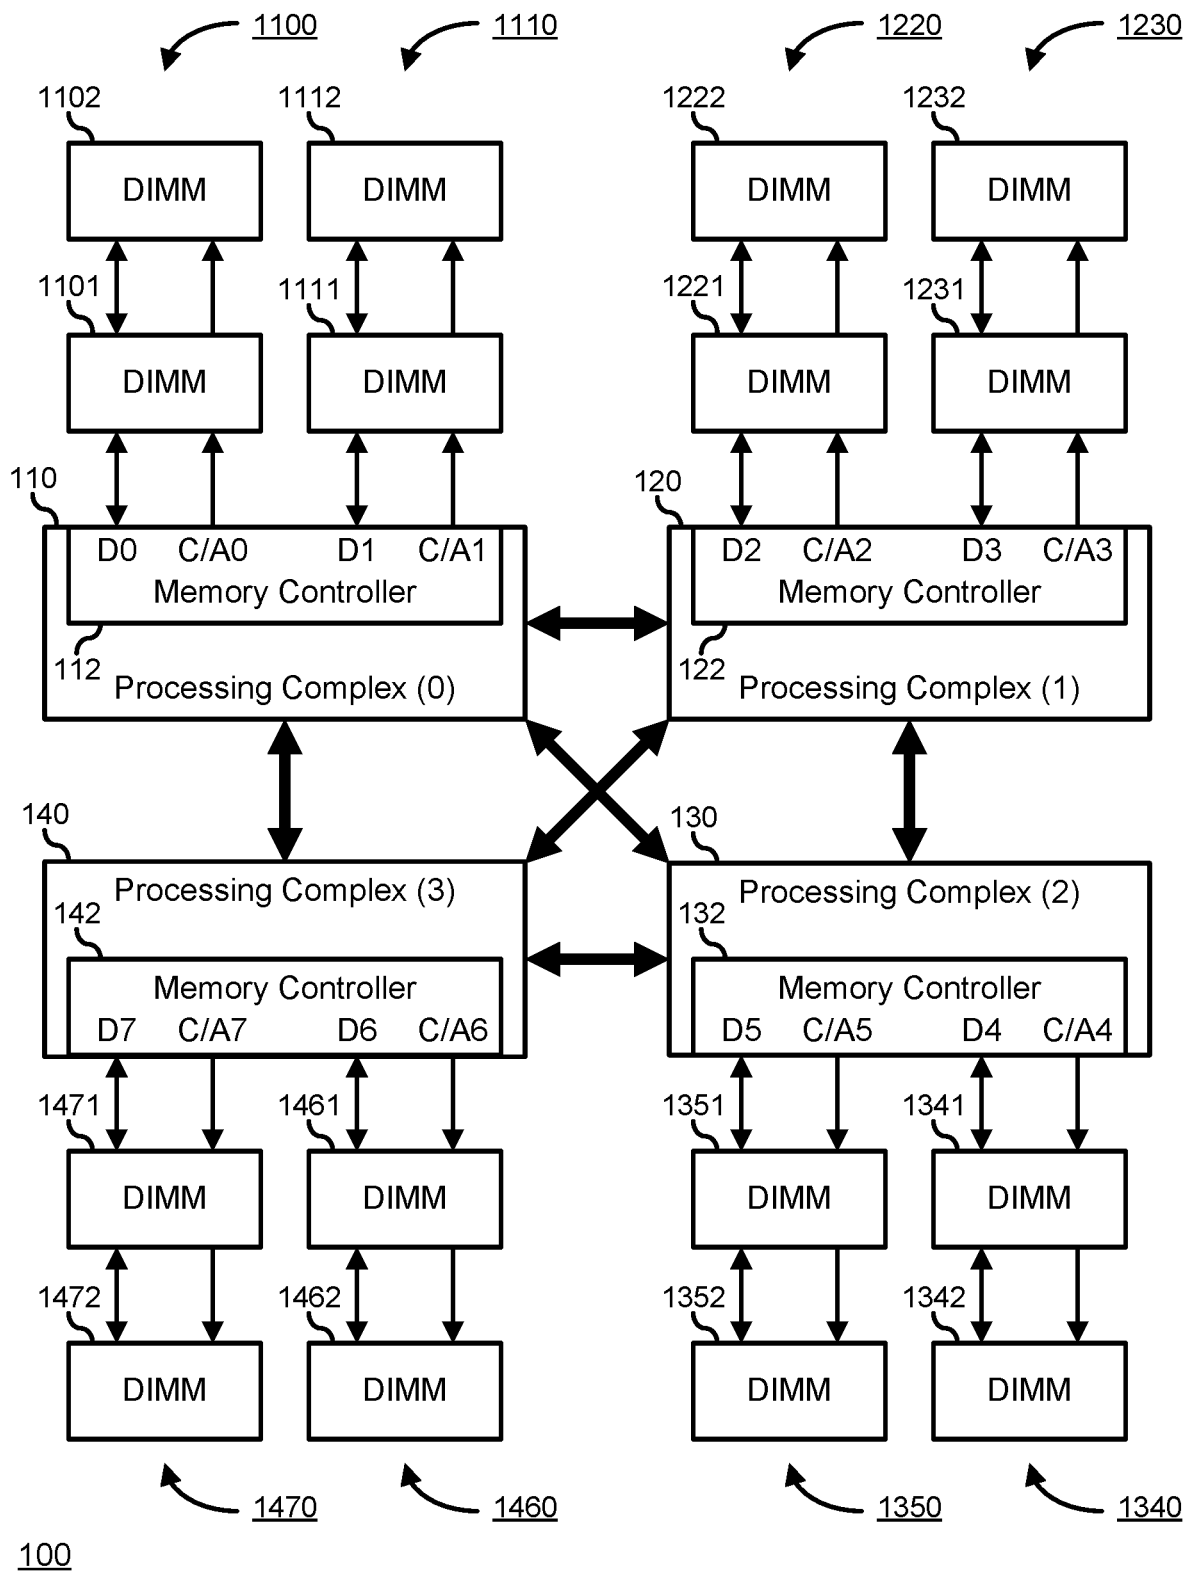 1100 1110 1220 1230
1102 1112 1222 1232
DIMM DIMM DIMM DIMM
1101 1111 1221 1231
DIMM DIMM DIMM DIMM
110 120
D0 C/A0 D1 C/A1 D2 C/A2 D3 C/A3
Memory Controller Memory Controller
112 122
Processing Complex (0) Processing Complex (1)
140 130
Processing Complex (3) Processing Complex (2)
142 132
Memory Controller Memory Controller
D7 C/A7 D6 C/A6 D5 C/A5 D4 C/A4
1471 1461 1351 1341
DIMM DIMM DIMM DIMM
1472 1462 1352 1342
DIMM DIMM DIMM DIMM
1470 1460 1350 1340
100